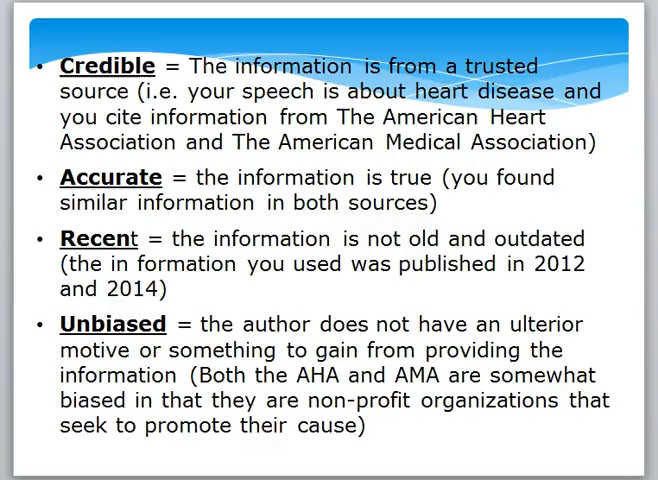 • Credible = The information is from a trusted
source (i.e. your speech is about heart disease and
you cite information from The American Heart
Association and The American Medical Association)
• Accurate = the information is true (you found
similar information in both sources)
• Recent = the information is not old and outdated
(the in formation you used was published in 2012
and 2014)
• Unbiased = the author does not have an ulterior
motive or something to gain from providing the
information (Both the AHA and AMA are somewhat
biased in that they are non-profit organizations that
seek to promote their cause)